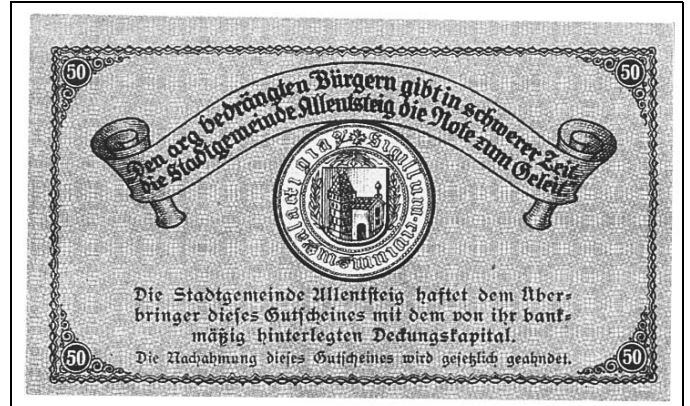 50 50
Den arg bedrängten Bürgern gibt in schwerer Zeit
die Stadtgemeinde Allentsteig die Note zum Geleit
Sigillum
Die Stadtgemeinde Allentsteig haftet dem Über=
bringer dieses Gutscheines mit dem von ihr bank=
mäßig hinterlegten Deckungskapital.
Die Nachahmung dieses Gutscheines wird gesetzlich geahndet.
50 50